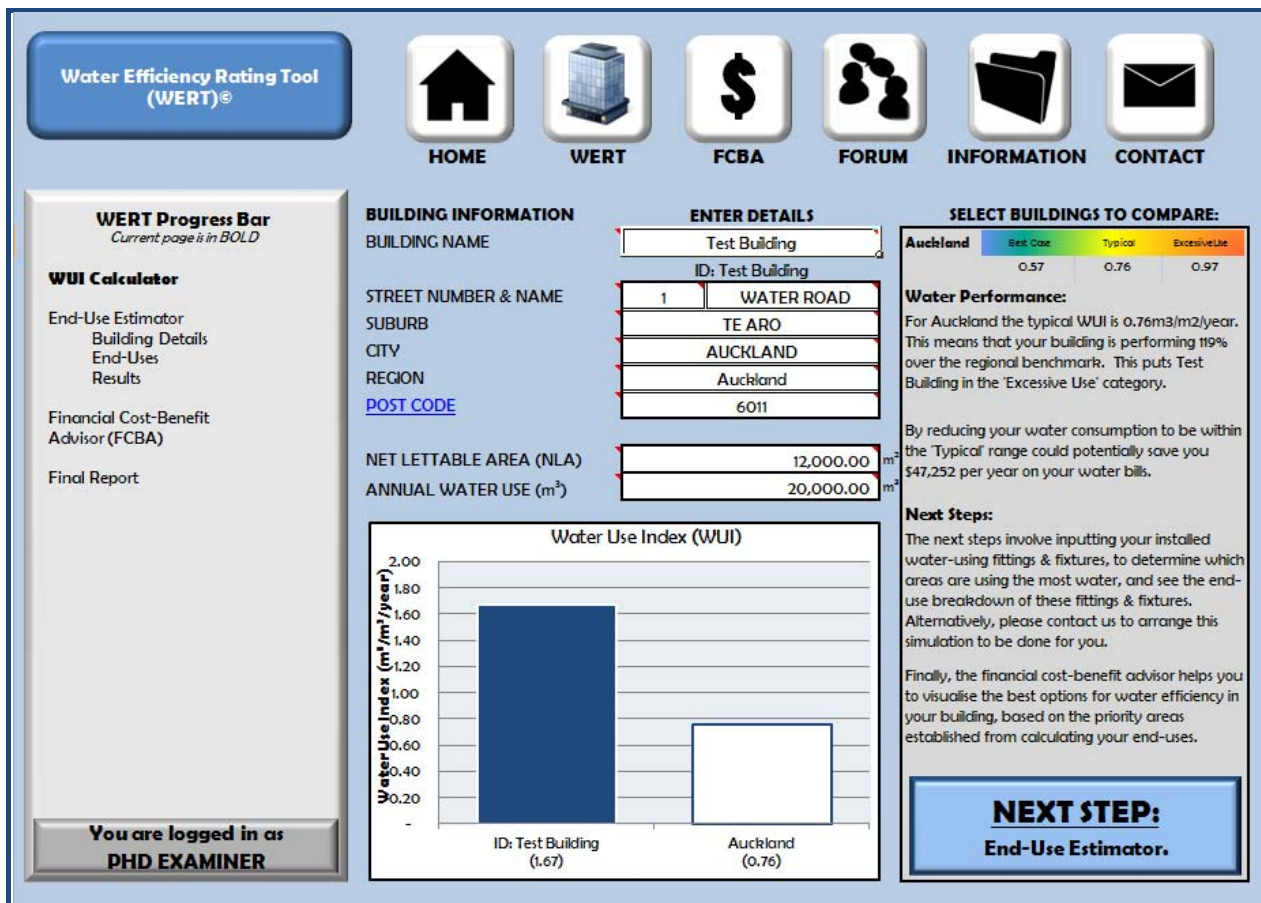 Water Efficiency Rating Tool
(WERT)©
HOME
WERT
FCBA
FORUM
INFORMATION
CONTACT
WERT Progress Bar
Current page is in BOLD
WUI Calculator
End-Use Estimator
Building Details
End-Uses
Results
Financial Cost-Benefit
Advisor (FCBA)
Final Report
You are logged in as
PHD EXAMINER
BUILDING INFORMATION ENTER DETAILS
BUILDING NAME Test Building
ID: Test Building
STREET NUMBER & NAME 1 WATER ROAD
SUBURB TE ARO
CITY AUCKLAND
REGION Auckland
POST CODE 6011
NET LETTABLE AREA (NLA) 12,000.00 m²
ANNUAL WATER USE (m³) 20,000.00 m³
Water Use Index (WUI)
Water Use Index (m³/m²/year)
2.00
1.80
1.60
1.40
1.20
1.00
0.80
0.60
0.40
0.20
-
ID: Test Building
(1.67)
Auckland
(0.76)
SELECT BUILDINGS TO COMPARE:
Auckland Best Case Typical Excessive Use
0.57 0.76 0.97
Water Performance:
For Auckland the typical WUI is 0.76m3/m2/year.
This means that your building is performing 119%
over the regional benchmark. This puts Test
Building in the 'Excessive Use' category.
By reducing your water consumption to be within
the 'Typical' range could potentially save you
$47,252 per year on your water bills.
Next Steps:
The next steps involve inputting your installed
water-using fittings & fixtures, to determine which
areas are using the most water, and see the end-
use breakdown of these fittings & fixtures.
Alternatively, please contact us to arrange this
simulation to be done for you.
Finally, the financial cost-benefit advisor helps you
to visualise the best options for water efficiency in
your building, based on the priority areas
established from calculating your end-uses.
NEXT STEP:
End-Use Estimator.